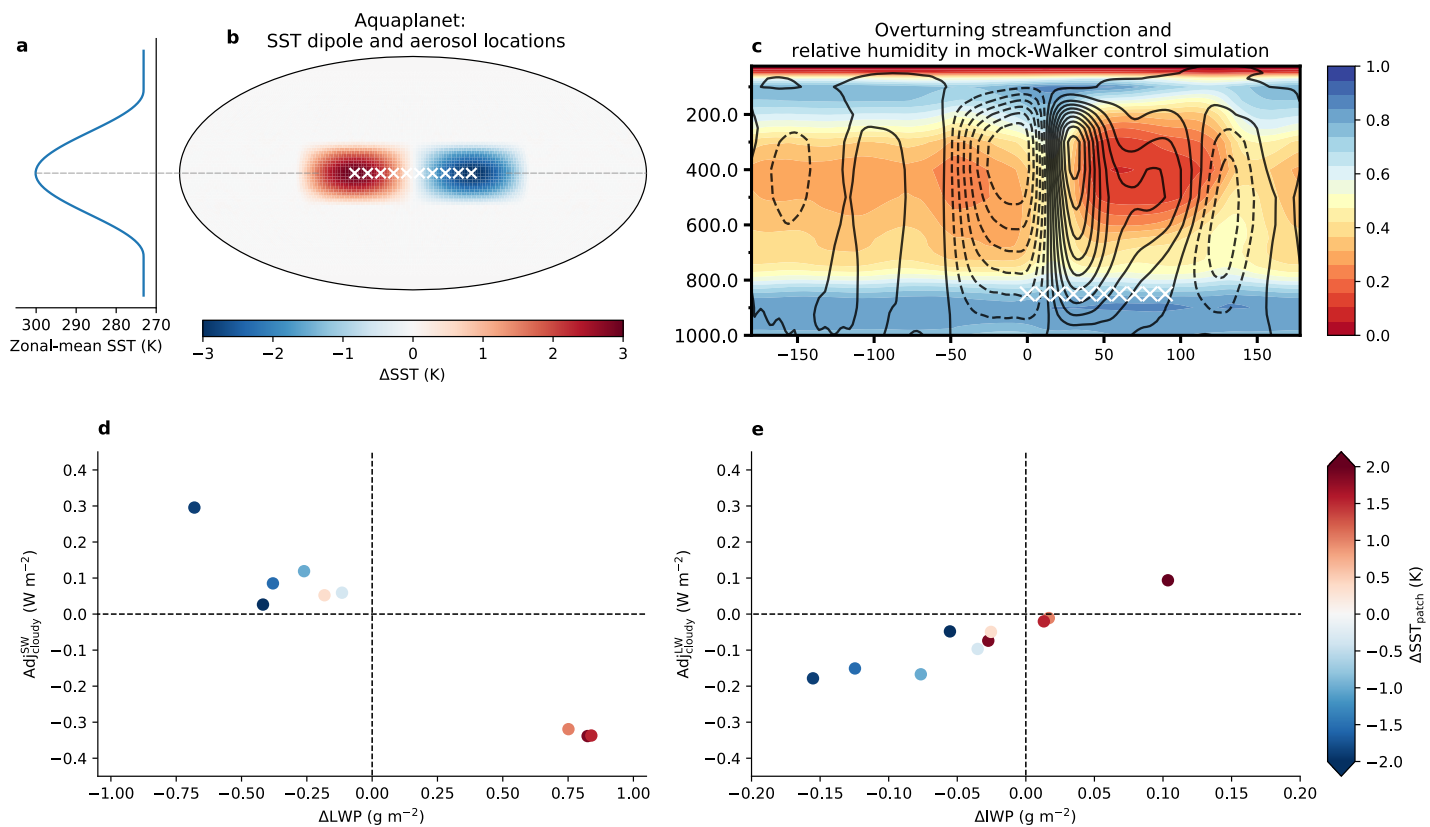 a
300 290 280 270
Zonal-mean SST (K)
b
Aquaplanet:
SST dipole and aerosol locations
−3 −2 −1 0 1 2 3
ΔSST (K)
Overturning streamfunction and
c relative humidity in mock-Walker control simulation
200.0
400.0
600.0
800.0
1000.0
−150 −100 −50 0 50 100 150
1.0
0.8
0.6
0.4
0.2
0.0
d
Adj^SW_cloudy (W m−2)
0.4
0.3
0.2
0.1
0.0
−0.1
−0.2
−0.3
−0.4
−1.00 −0.75 −0.50 −0.25 0.00 0.25 0.50 0.75 1.00
ΔLWP (g m−2)
e
Adj^LW_cloudy (W m−2)
0.4
0.3
0.2
0.1
0.0
−0.1
−0.2
−0.3
−0.4
−0.20 −0.15 −0.10 −0.05 0.00 0.05 0.10 0.15 0.20
ΔIWP (g m−2)
2.0
1.5
1.0
0.5
0.0
−0.5
−1.0
−1.5
−2.0
ΔSST_patch (K)